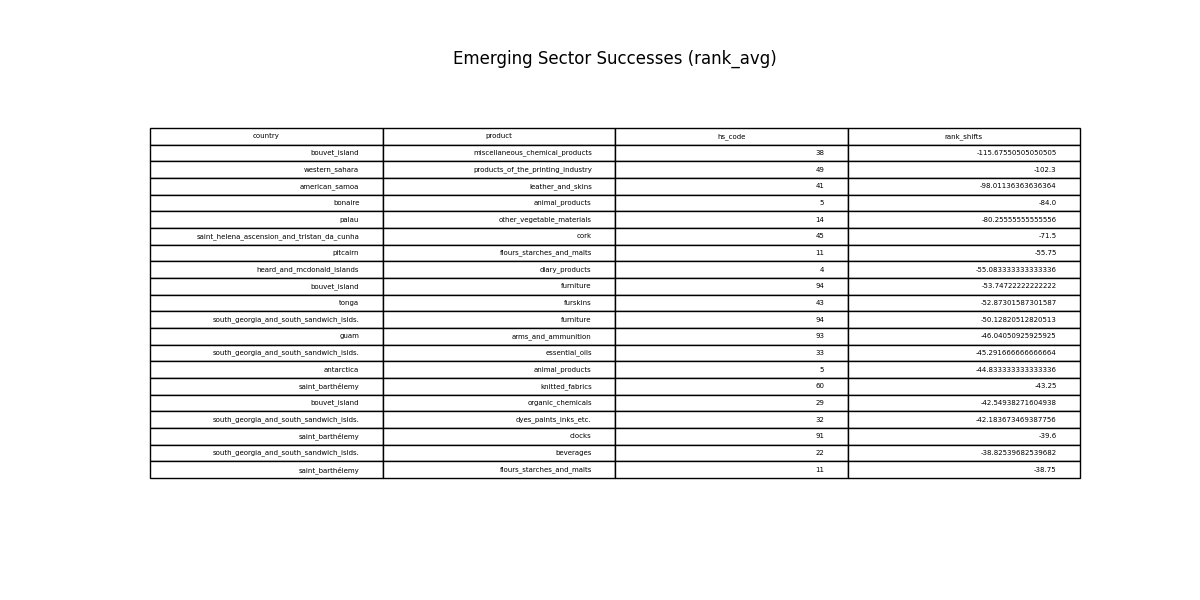 Emerging Sector Successes (rank_avg)
country product hs_code rank_shifts
bouvet_island miscellaneous_chemical_products 38 -115.67550505050505
western_sahara products_of_the_printing_industry 49 -102.3
american_samoa leather_and_skins 41 -98.01136363636364
bonaire animal_products 5 -84.0
palau other_vegetable_materials 14 -80.25555555555556
saint_helena_ascension_and_tristan_da_cunha cork 45 -71.5
pitcairn flours_starches_and_malts 11 -55.75
heard_and_mcdonald_islands diary_products 4 -55.083333333333336
bouvet_island furniture 94 -53.74722222222222
tonga furskins 43 -52.87301587301587
south_georgia_and_south_sandwich_islds. furniture 94 -50.12820512820513
guam arms_and_ammunition 93 -46.04050925925925
south_georgia_and_south_sandwich_islds. essential_oils 33 -45.291666666666664
antarctica animal_products 5 -44.833333333333336
saint_barthélemy knitted_fabrics 60 -43.25
bouvet_island organic_chemicals 29 -42.54938271604938
south_georgia_and_south_sandwich_islds. dyes_paints_inks_etc. 32 -42.183673469387756
saint_barthélemy clocks 91 -39.6
south_georgia_and_south_sandwich_islds. beverages 22 -38.82539682539682
saint_barthélemy flours_starches_and_malts 11 -38.75